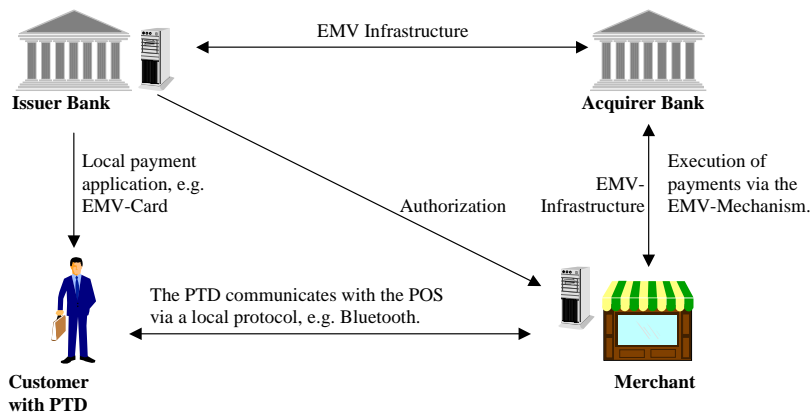 EMV Infrastructure
Issuer Bank
Acquirer Bank
Local payment
application, e.g.
EMV-Card
Authorization
EMV-
Infrastructure
Execution of
payments via the
EMV-Mechanism.
The PTD communicates with the POS
via a local protocol, e.g. Bluetooth.
Customer
with PTD
Merchant